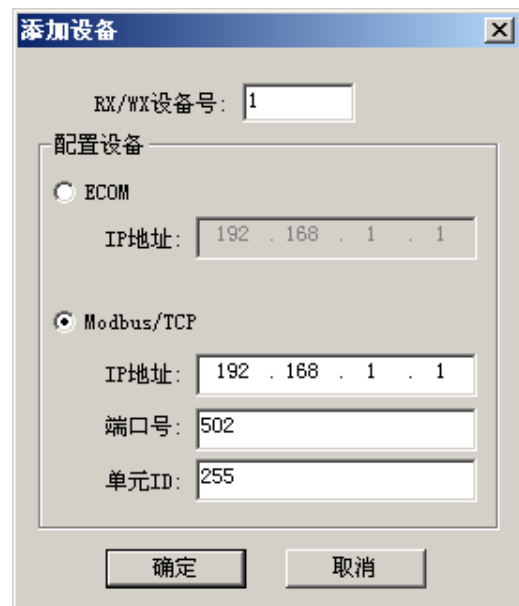 添加设备
RX/WX设备号: 1
配置设备
ECOM
IP地址: 192 . 168 . 1 . 1
Modbus/TCP
IP地址: 192 . 168 . 1 . 1
端口号: 502
单元ID: 255
确定 取消